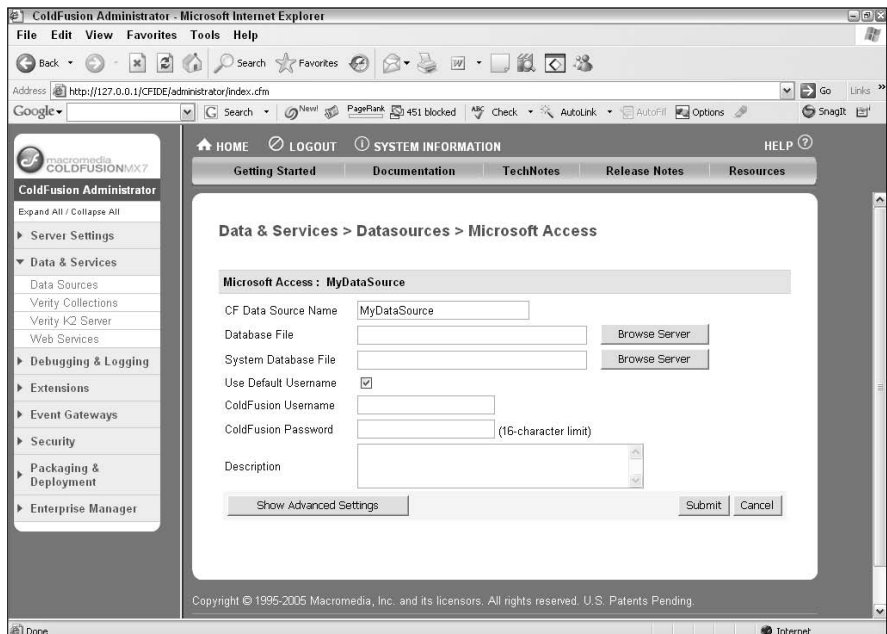 ColdFusion Administrator - Microsoft Internet Explorer
File Edit View Favorites Tools Help
Back Search Favorites
Address http://127.0.0.1/CFIDE/administrator/index.cfm Go Links »
Google Search New! PageRank 451 blocked ABC Check AutoLink AutoFill Options SnagIt
macromedia
COLDFUSION MX7
ColdFusion Administrator
Expand All / Collapse All
Server Settings
Data & Services
Data Sources
Verity Collections
Verity K2 Server
Web Services
Debugging & Logging
Extensions
Event Gateways
Security
Packaging &
Deployment
Enterprise Manager
HOME LOGOUT SYSTEM INFORMATION HELP
Getting Started Documentation TechNotes Release Notes Resources
Data & Services > Datasources > Microsoft Access
Microsoft Access : MyDataSource
CF Data Source Name MyDataSource
Database File Browse Server
System Database File Browse Server
Use Default Username
ColdFusion Username
ColdFusion Password (16-character limit)
Description
Show Advanced Settings Submit Cancel
Copyright © 1995-2005 Macromedia, Inc. and its licensors. All rights reserved. U.S. Patents Pending.
Done Internet